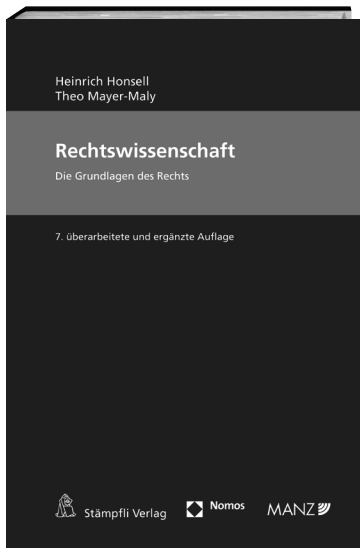 Heinrich Honsell
Theo Mayer-Maly
Rechtswissenschaft
Die Grundlagen des Rechts
7. überarbeitete und ergänzte Auflage
Stämpfli Verlag
Nomos
MANZ